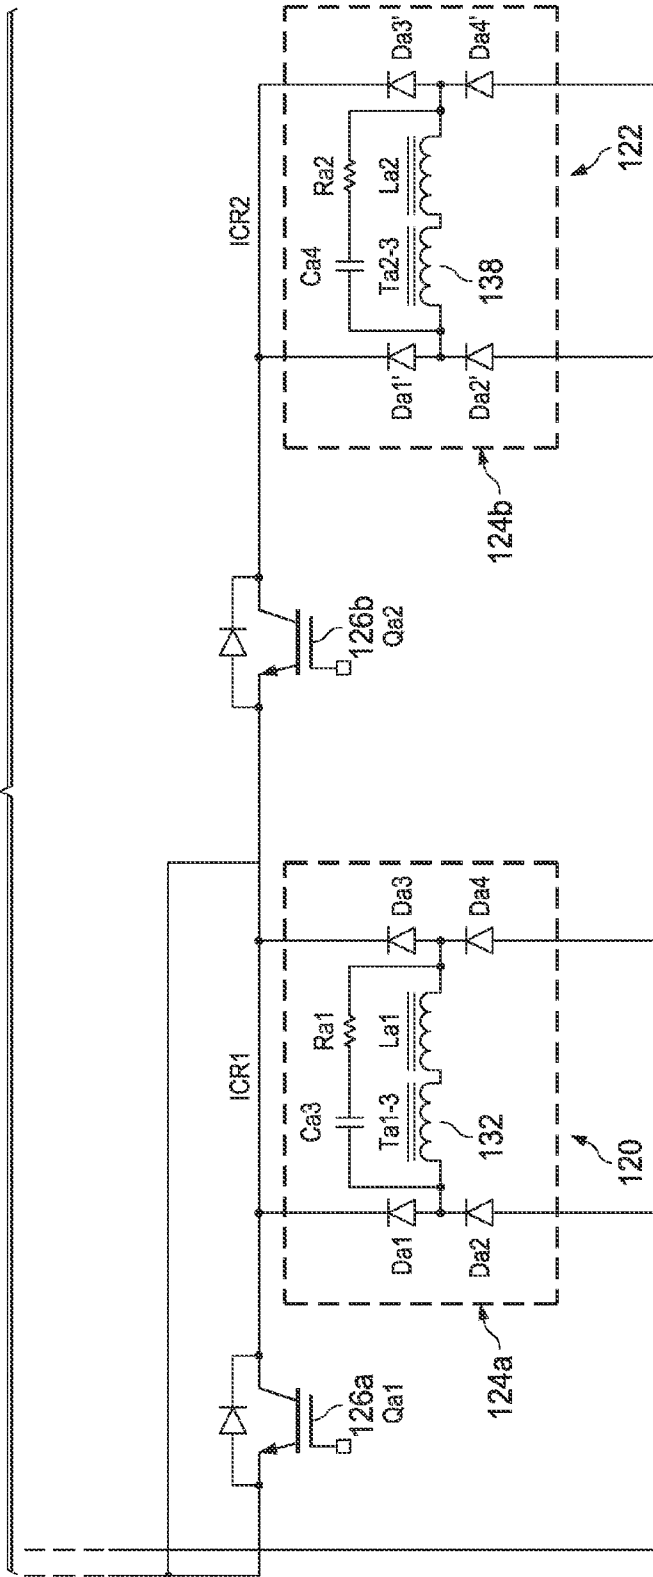 ICR1
ICR2
126a
Qa1
126b
Qa2
124a
Da1
Da2
Ca3
Ra1
Ta1-3
La1
132
Da3
Da4
120
124b
Da1'
Da2'
Ca4
Ra2
Ta2-3
La2
138
Da3'
Da4'
122